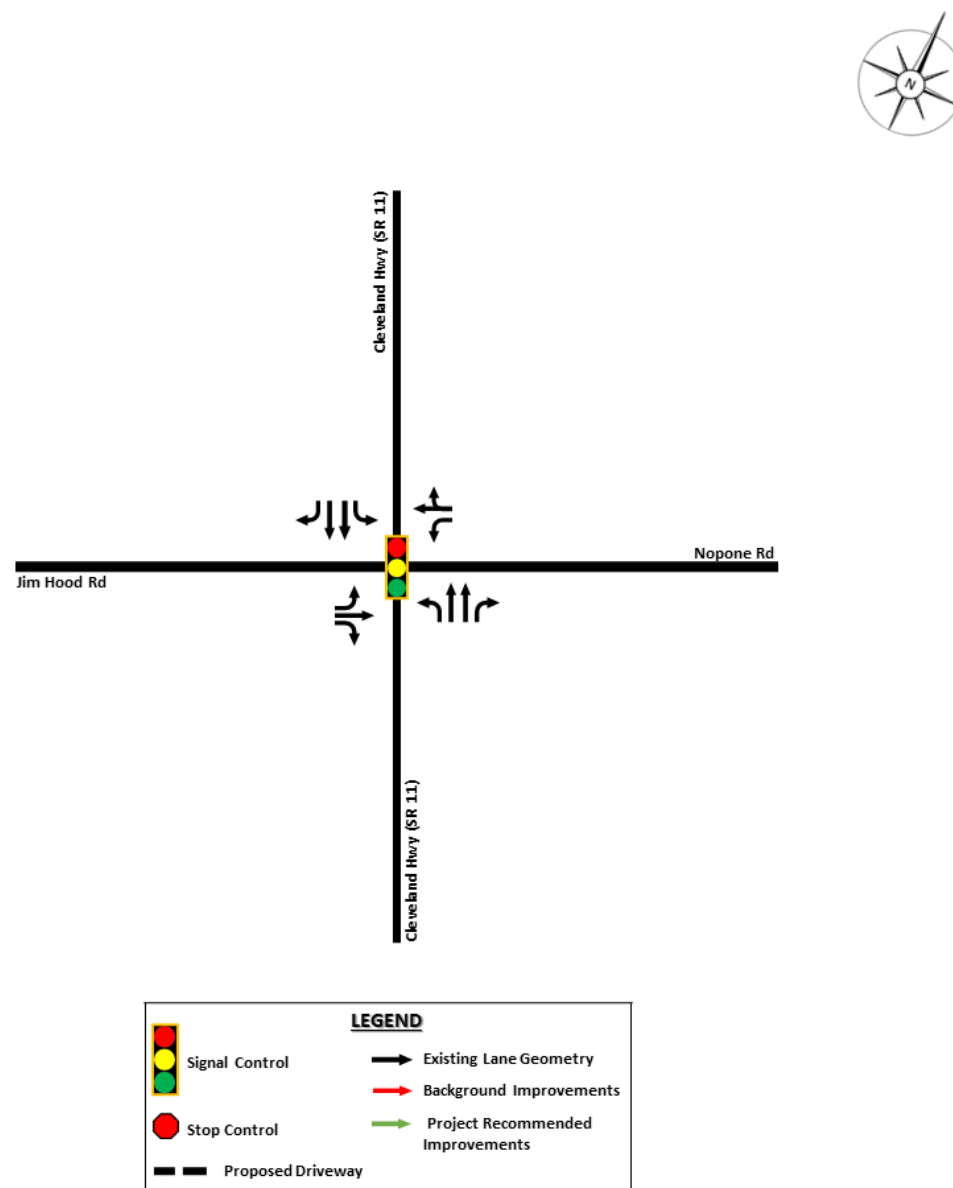 N
Cleveland Hwy (SR 11)
Nopone Rd
Jim Hood Rd
Cleveland Hwy (SR 11)
LEGEND
Signal Control
Existing Lane Geometry
Background Improvements
Stop Control
Project Recommended
Improvements
Proposed Driveway